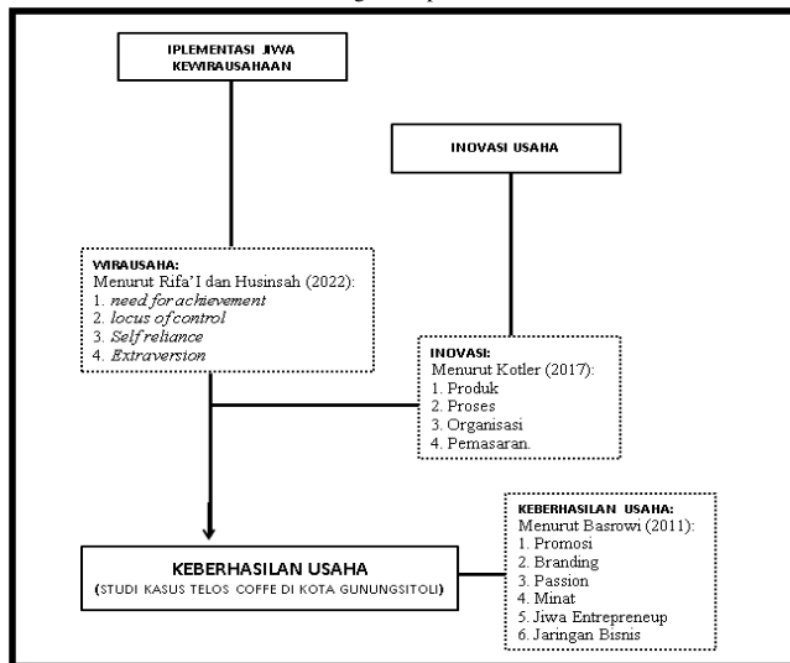 IPLEMENTASI JIWA
KEWIRAUSAHAAN
INOVASI USAHA
WIRAUSAHA:
Menurut Rifa'I dan Husinsah (2022):
1. need for achievement
2. locus of control
3. Self reliance
4. Extraversion
INOVASI:
Menurut Kotler (2017):
1. Produk
2. Proses
3. Organisasi
4. Pemasaran.
KEBERHASILAN USAHA
(STUDI KASUS TELOS COFFE DI KOTA GUNUNGSITOLI)
KEBERHASILAN USAHA:
Menurut Basrowi (2011):
1. Promosi
2. Branding
3. Passion
4. Minat
5. Jiwa Entrepreneup
6. Jaringan Bisnis